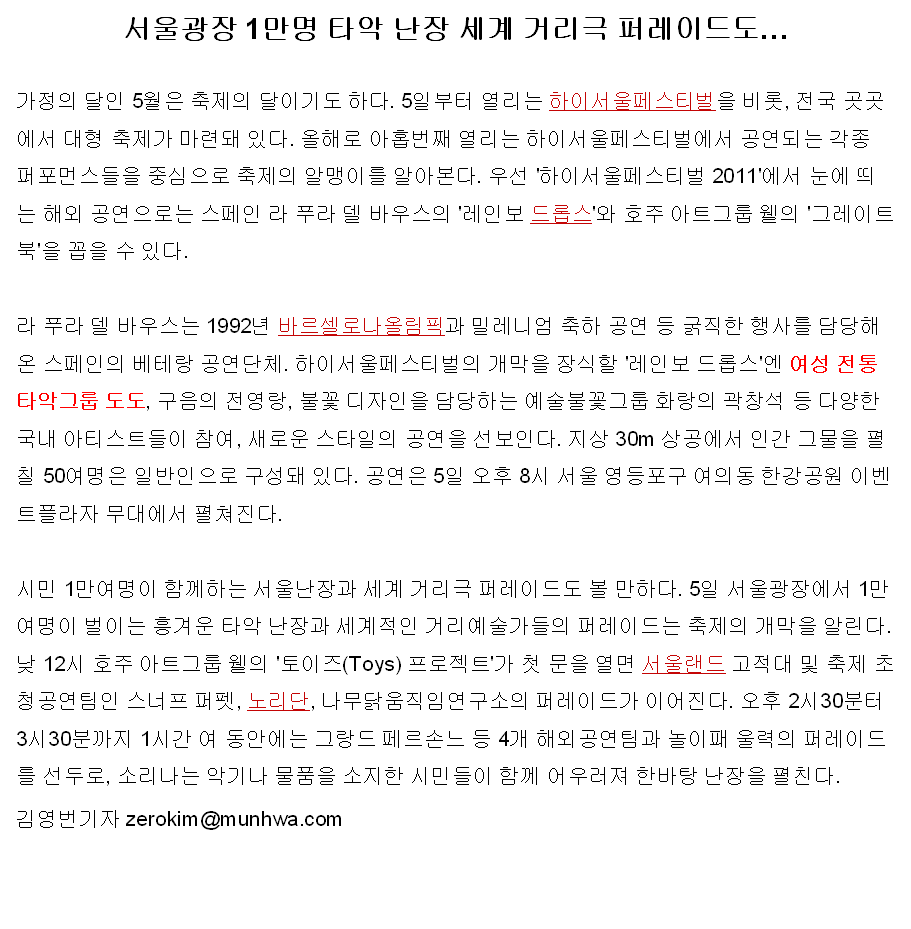 서울광장 1만명 타악 난장 세계 거리극 퍼레이드도...
가정의 달인 5월은 축제의 달이기도 하다. 5일부터 열리는 하이서울페스티벌을 비롯, 전국 곳곳
에서 대형 축제가 마련돼 있다. 올해로 아홉번째 열리는 하이서울페스티벌에서 공연되는 각종
퍼포먼스들을 중심으로 축제의 알맹이를 알아본다. 우선 '하이서울페스티벌 2011'에서 눈에 띄
는 해외 공연으로는 스페인 라 푸라 델 바우스의 '레인보 드롭스'와 호주 아트그룹 웰의 '그레이트
북'을 꼽을 수 있다.
라 푸라 델 바우스는 1992년 바르셀로나올림픽과 밀레니엄 축하 공연 등 굵직한 행사를 담당해
온 스페인의 베테랑 공연단체. 하이서울페스티벌의 개막을 장식할 '레인보 드롭스'엔 여성 전통
타악그룹 도도, 구음의 전영랑, 불꽃 디자인을 담당하는 예술불꽃그룹 화랑의 곽창석 등 다양한
국내 아티스트들이 참여, 새로운 스타일의 공연을 선보인다. 지상 30m 상공에서 인간 그물을 펼
칠 50여명은 일반인으로 구성돼 있다. 공연은 5일 오후 8시 서울 영등포구 여의동 한강공원 이벤
트플라자 무대에서 펼쳐진다.
시민 1만여명이 함께하는 서울난장과 세계 거리극 퍼레이드도 볼 만하다. 5일 서울광장에서 1만
여명이 벌이는 흥겨운 타악 난장과 세계적인 거리예술가들의 퍼레이드는 축제의 개막을 알린다.
낮 12시 호주 아트그룹 웰의 '토이즈(Toys) 프로젝트'가 첫 문을 열면 서울랜드 고적대 및 축제 초
청공연팀인 스너프 퍼펫, 노리단, 나무닭움직임연구소의 퍼레이드가 이어진다. 오후 2시30분터
3시30분까지 1시간 여 동안에는 그랑드 페르손느 등 4개 해외공연팀과 놀이패 울력의 퍼레이드
를 선두로, 소리나는 악기나 물품을 소지한 시민들이 함께 어우러져 한바탕 난장을 펼친다.
김영번기자 zerokim@munhwa.com